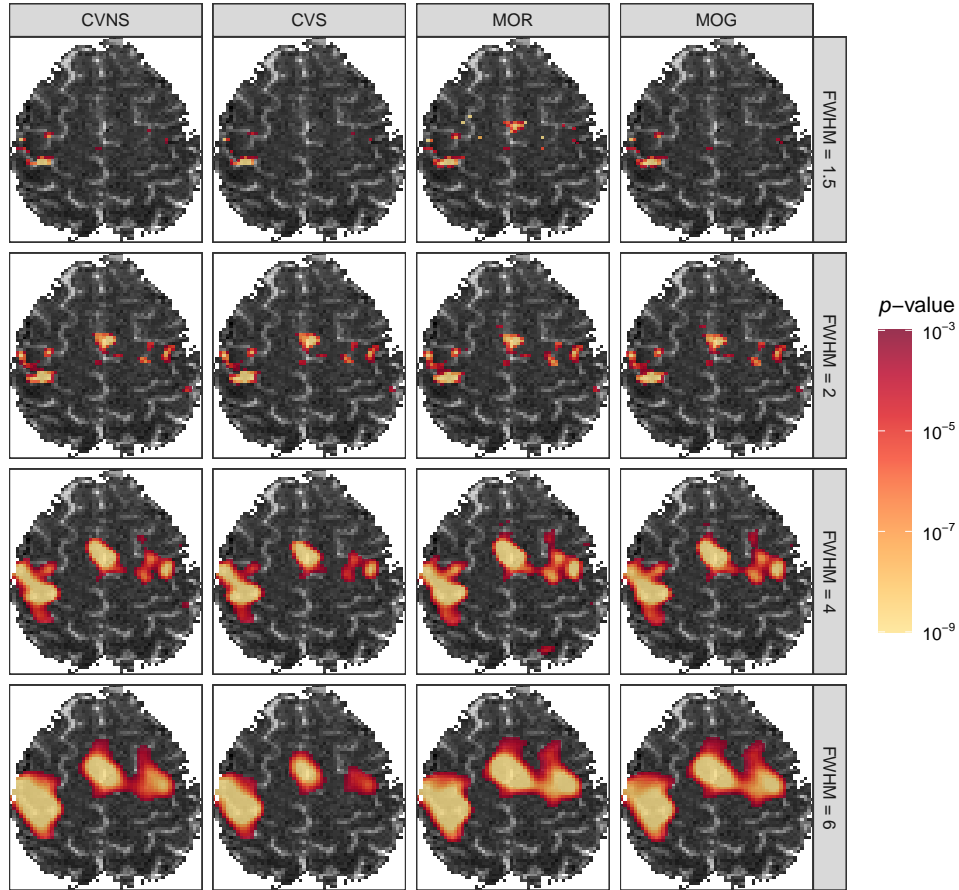 CVNS CVS MOR MOG
FWHM = 1.5
FWHM = 2
FWHM = 4
FWHM = 6
p−value
10⁻³
10⁻⁵
10⁻⁷
10⁻⁹